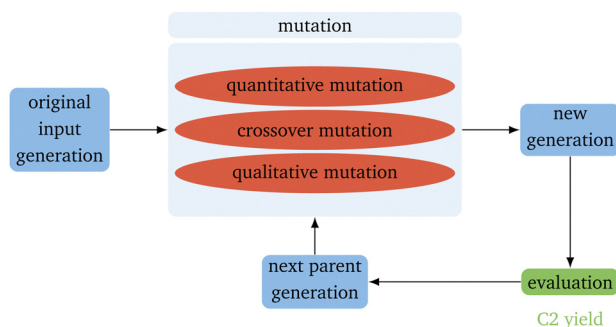 mutation
quantitative mutation
crossover mutation
qualitative mutation
original
input
generation
new
generation
next parent
generation
evaluation
C2 yield